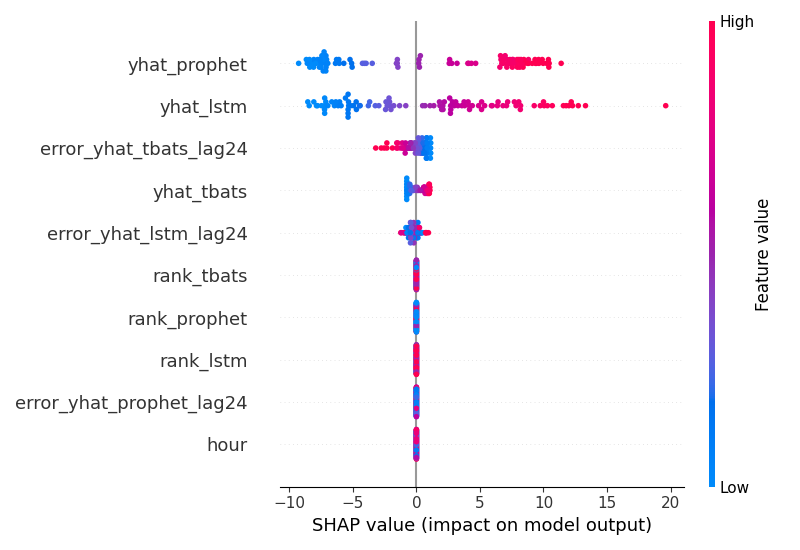 High
yhat_prophet
yhat_lstm
error_yhat_tbats_lag24
yhat_tbats
error_yhat_lstm_lag24
rank_tbats
rank_prophet
rank_lstm
error_yhat_prophet_lag24
hour
Feature value
Low
−10 −5 0 5 10 15 20
SHAP value (impact on model output)